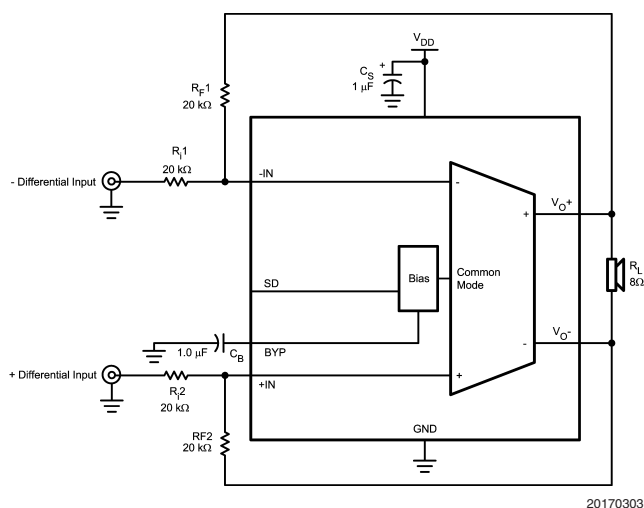 V_DD
C_S
+
1 µF
R_F1
20 kΩ
R_i1
20 kΩ
- Differential Input
-IN
-
+
V_O+
R_L
8Ω
Bias
Common
Mode
SD
1.0 µF
C_B
BYP
-
V_O-
+ Differential Input
+IN
+
R_i2
20 kΩ
RF2
20 kΩ
GND
20170303